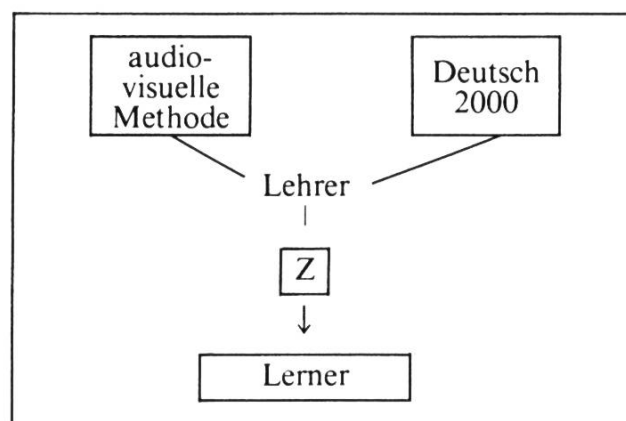 audio-
visuelle
Methode
Deutsch
2000
Lehrer
Z
Lerner